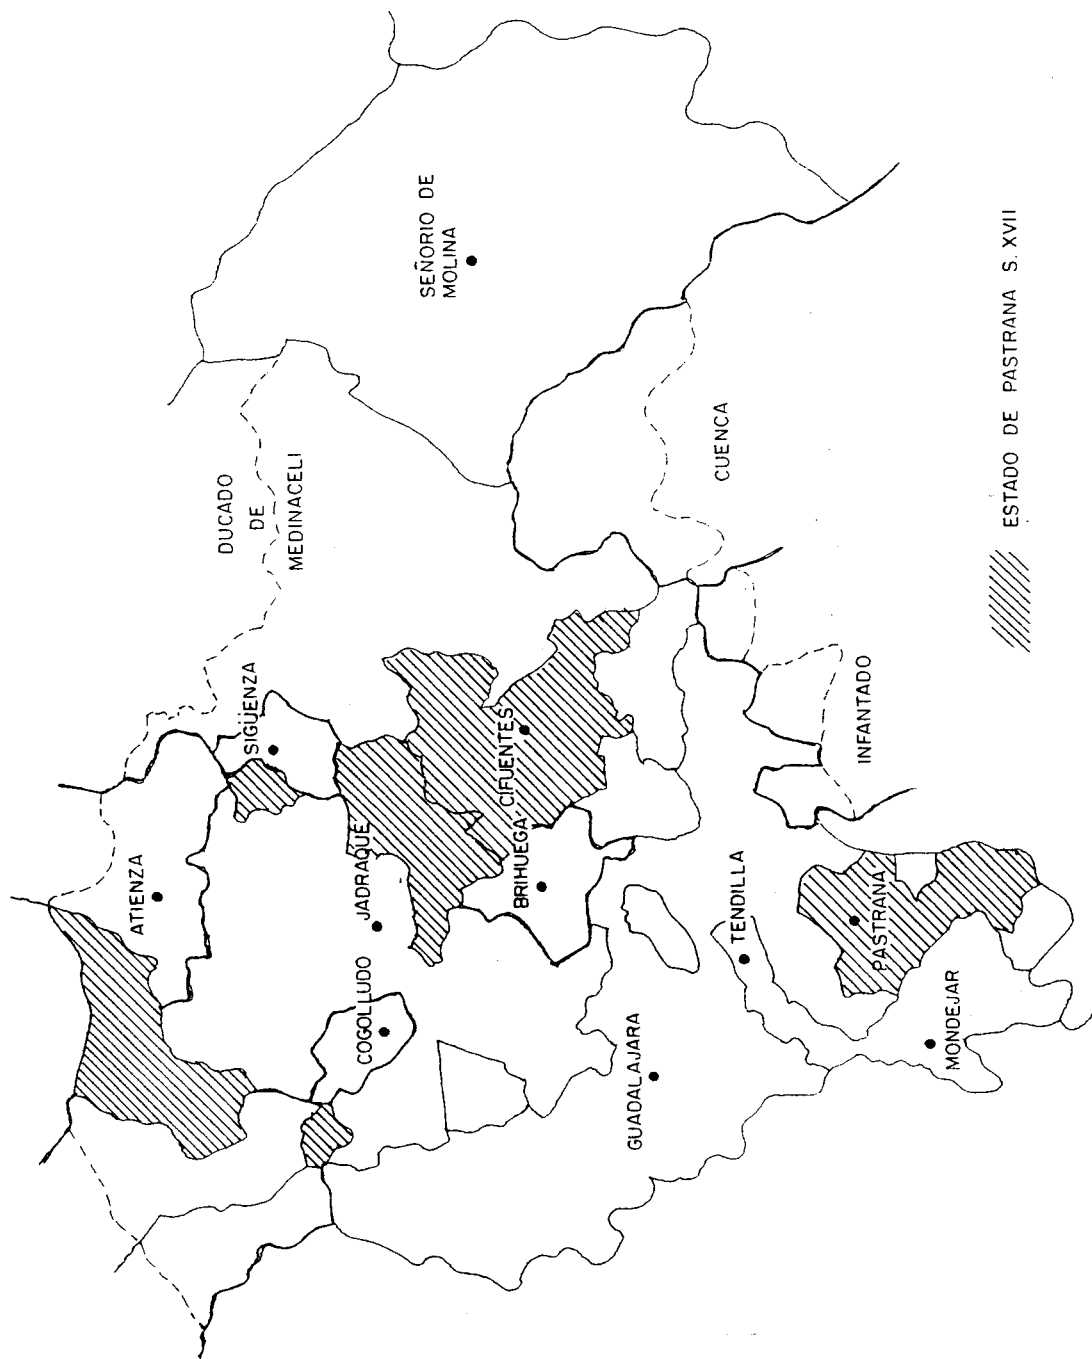 ATIENZA
SIGÜENZA
DUCADO
DE
MEDINACELI
SEÑORIO DE
MOLINA
COGOLLUDO
JADRAQUE
BRIHUEGA
CIFUENTES
GUADALAJARA
TENDILLA
CUENCA
MONDEJAR
PASTRANA
INFANTADO
ESTADO DE PASTRANA S. XVII